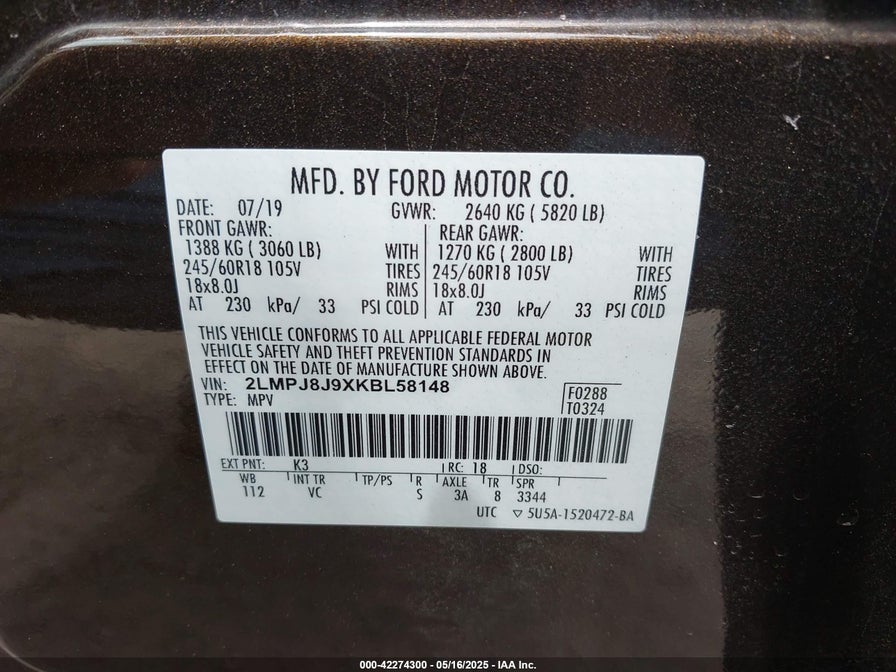 MFD. BY FORD MOTOR CO.
DATE: 07/19 GVWR: 2640 KG ( 5820 LB)
FRONT GAWR: REAR GAWR:
1388 KG ( 3060 LB) WITH 1270 KG ( 2800 LB) WITH
245/60R18 105V TIRES 245/60R18 105V TIRES
18x8.0J RIMS 18x8.0J RIMS
AT 230 kPa/ 33 PSI COLD AT 230 kPa/ 33 PSI COLD
THIS VEHICLE CONFORMS TO ALL APPLICABLE FEDERAL MOTOR
VEHICLE SAFETY AND THEFT PREVENTION STANDARDS IN
EFFECT ON THE DATE OF MANUFACTURE SHOWN ABOVE.
VIN: 2LMPJ8J9XKBL58148
TYPE: MPV
F0288
T0324
EXT PNT: K3 RC: 18 DSO:
WB INT TR TP/PS R AXLE TR SPR
112 VC S 3A 8 3344
UTC ▽ 5U5A-1520472-BA
000-42274300 - 05/16/2025 - IAA Inc.